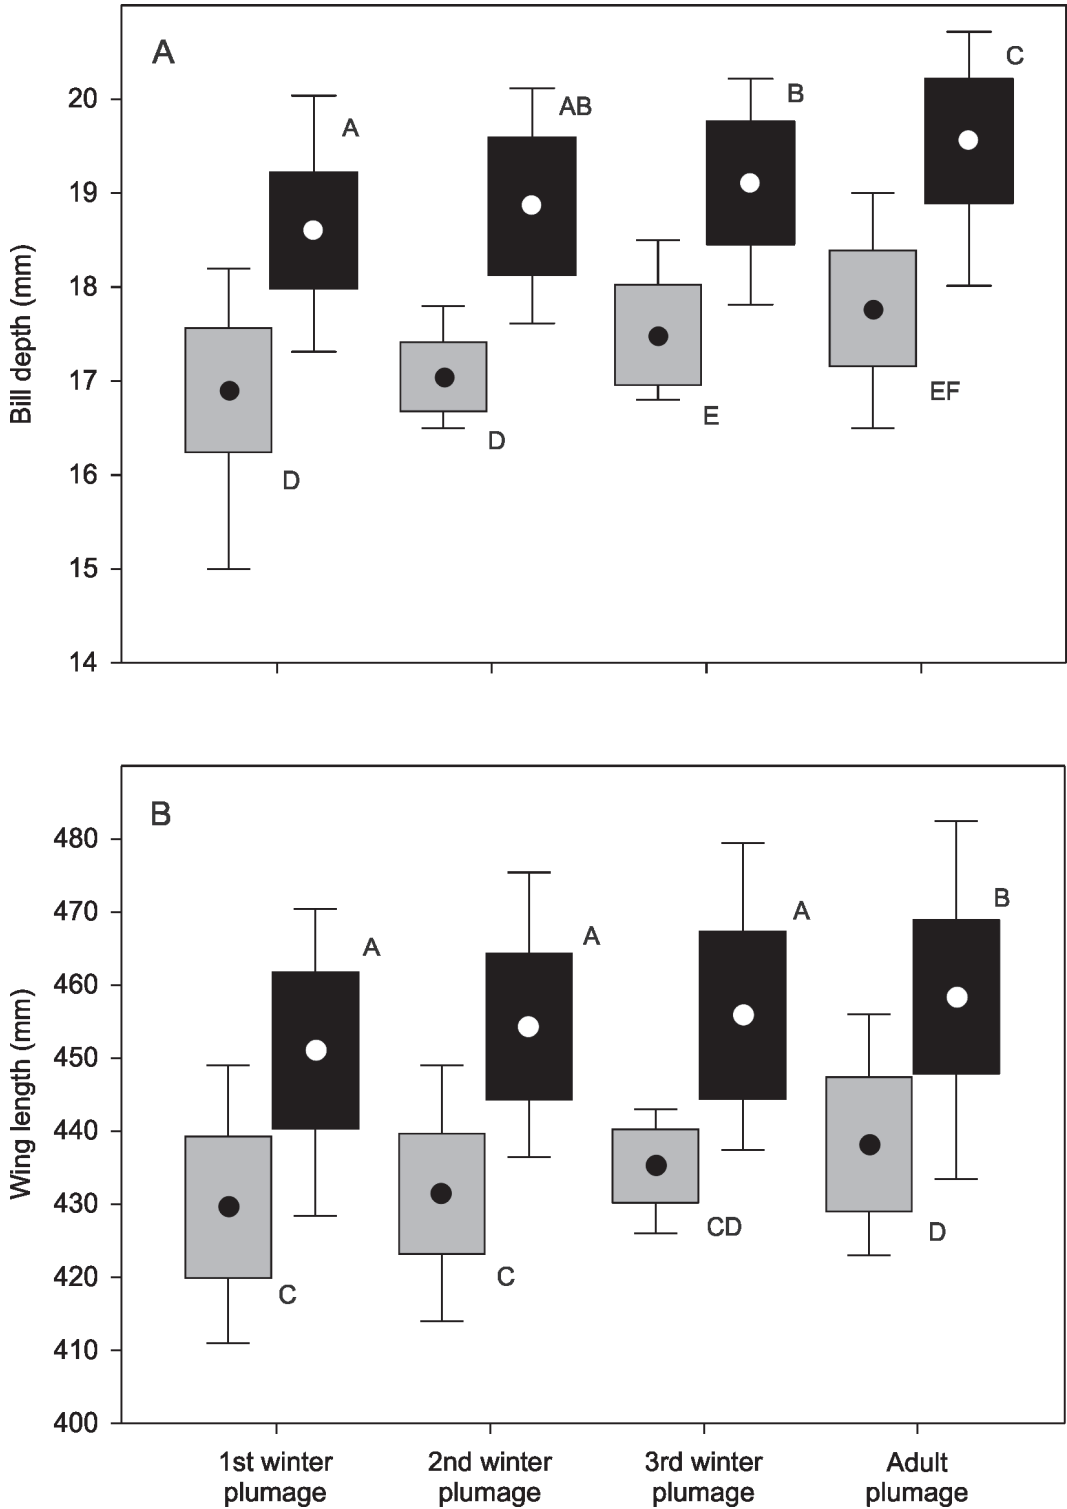 A
Bill depth (mm)
20
19
18
17
16
15
14
A
AB
B
C
D
D
E
EF
B
Wing length (mm)
480
470
460
450
440
430
420
410
400
A
A
A
B
C
C
CD
D
1st winter
plumage
2nd winter
plumage
3rd winter
plumage
Adult
plumage